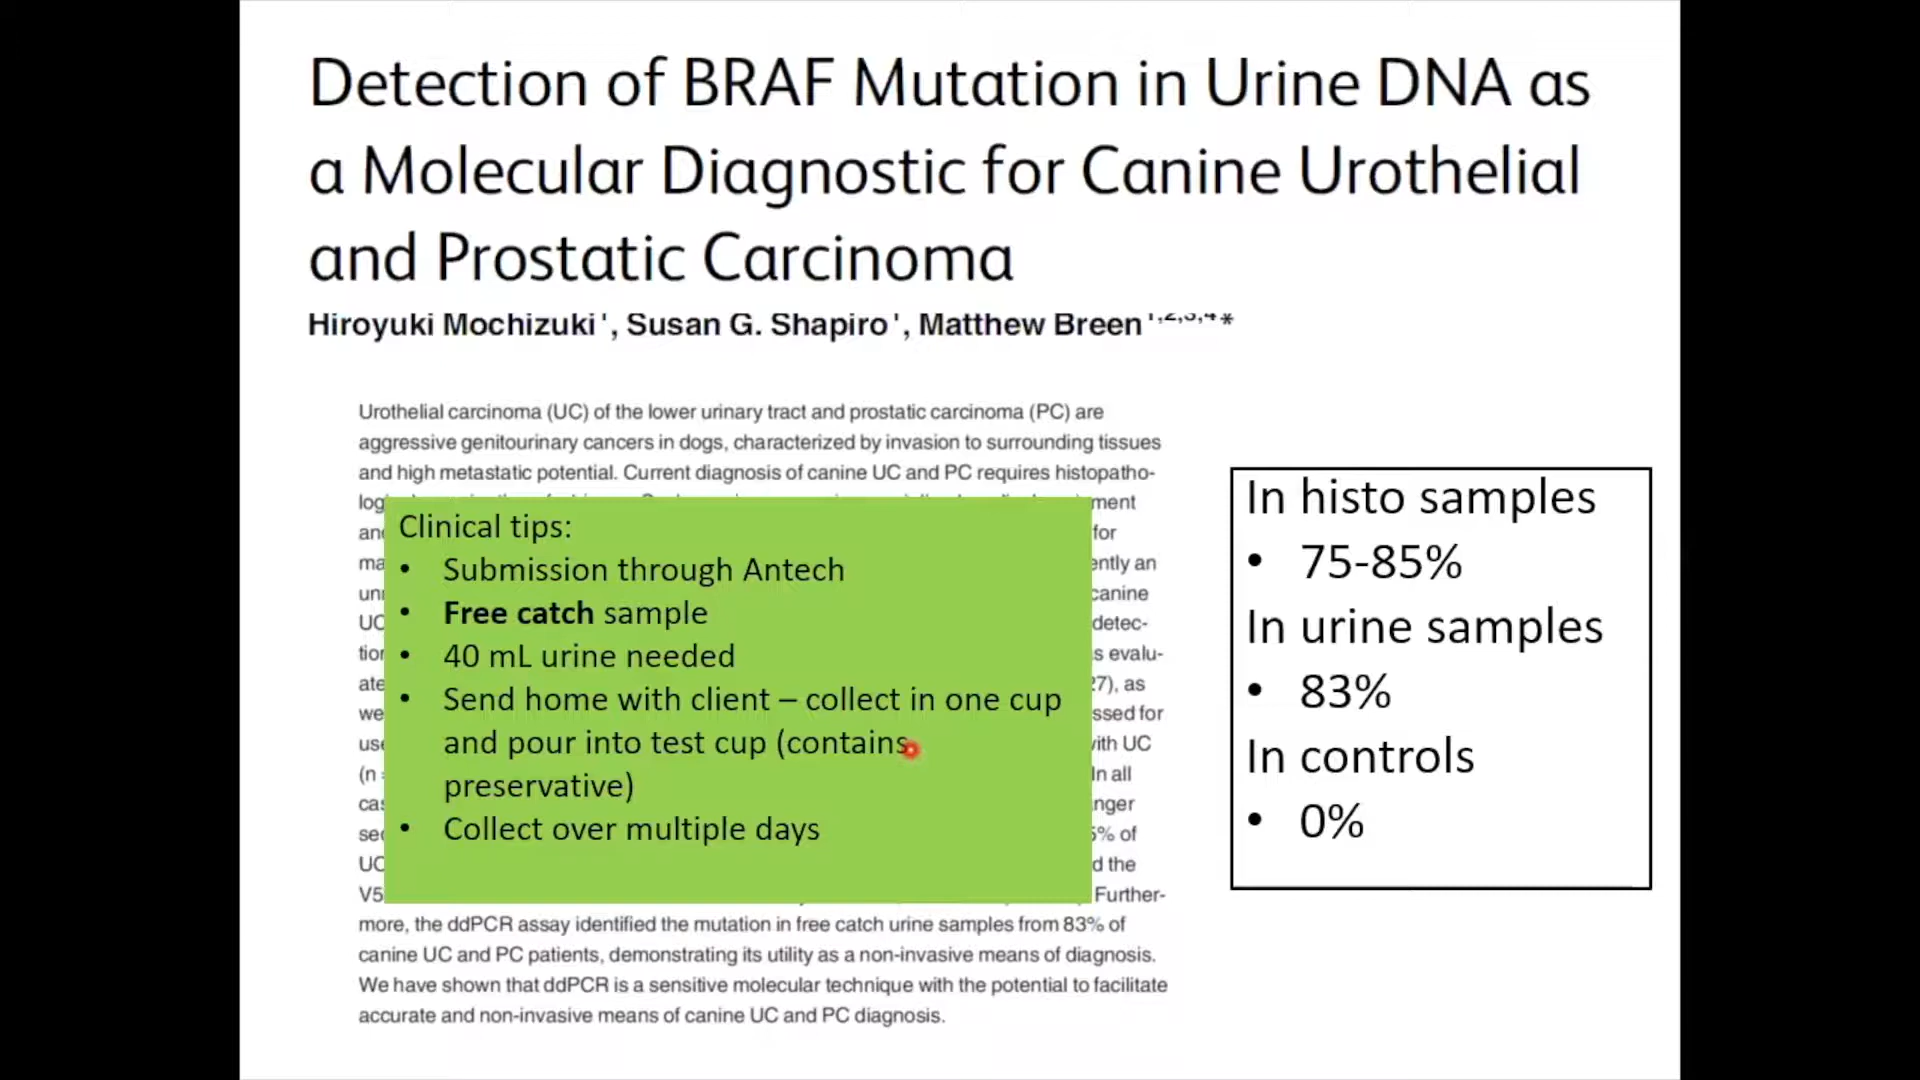 Detection of BRAF Mutation in Urine DNA as
a Molecular Diagnostic for Canine Urothelial
and Prostatic Carcinoma
Hiroyuki Mochizuki¹, Susan G. Shapiro¹, Matthew Breen¹,²,³,⁴*
Urothelial carcinoma (UC) of the lower urinary tract and prostatic carcinoma (PC) are
aggressive genitourinary cancers in dogs, characterized by invasion to surrounding tissues
and high metastatic potential. Current diagnosis of canine UC and PC requires histopatho-
Clinical tips:
• Submission through Antech
• Free catch sample
• 40 mL urine needed
• Send home with client – collect in one cup
and pour into test cup (contains
preservative)
• Collect over multiple days
more, the ddPCR assay identified the mutation in free catch urine samples from 83% of
canine UC and PC patients, demonstrating its utility as a non-invasive means of diagnosis.
We have shown that ddPCR is a sensitive molecular technique with the potential to facilitate
accurate and non-invasive means of canine UC and PC diagnosis.
In histo samples
• 75-85%
In urine samples
• 83%
In controls
• 0%